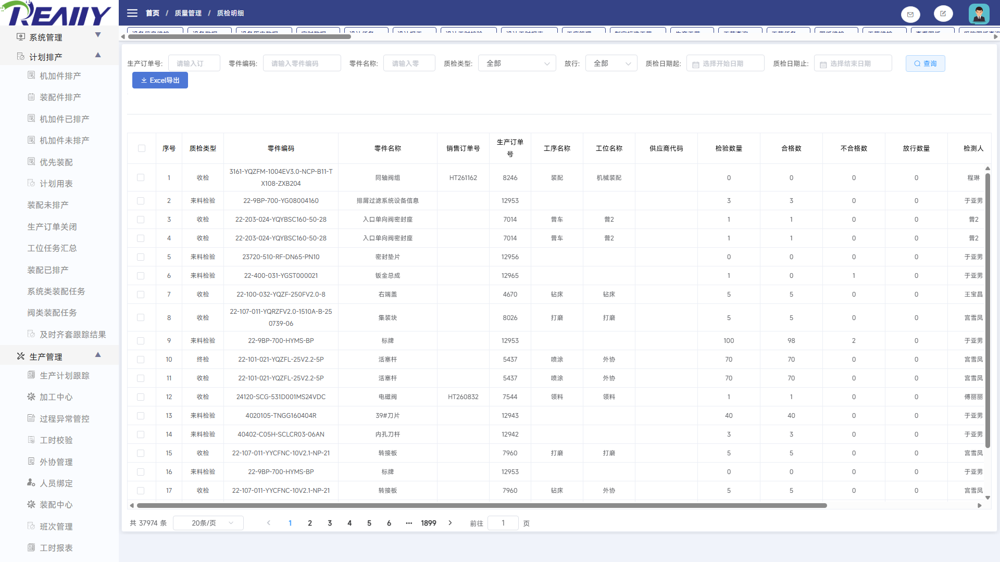 REALLY
首页 / 质量管理 / 质检明细
系统管理
计划排产
机加件排产
装配件排产
机加件已排产
机加件未排产
优先装配
计划用表
装配未排产
生产订单关闭
工位任务汇总
装配已排产
系统类装配任务
阀类装配任务
及时齐套跟踪结果
生产管理
生产计划跟踪
加工中心
过程异常管控
工时校验
外协管理
人员绑定
装配中心
班次管理
工时报表
生产订单号: 请输入订 零件编码: 请输入零件编码 零件名称: 请输入零 质检类型: 全部 放行: 全部 质检日期起: 选择开始日期 质检日期止: 选择结束日期 查询
Excel导出
序号 质检类型 零件编码 零件名称 销售订单号 生产订单号 工序名称 工位名称 供应商代码 检验数量 合格数 不合格数 放行数量 检测人
1 收检 3161-YQZFM-1004EV3.0-NCP-B11-TX108-ZXB204 同轴阀组 HT261162 8246 装配 机械装配 0 0 0 0 程琳
2 来料检验 22-9BP-700-YG08004160 排屑过滤系统设备信息 12953 3 3 0 0 于亚男
3 收检 22-203-024-YQYBSC160-50-28 入口单向阀密封座 7014 普车 普2 1 1 0 0 普2
4 收检 22-203-024-YQYBSC160-50-28 入口单向阀密封座 7014 普车 普2 1 1 0 0 普2
5 来料检验 23720-510-RF-DN65-PN10 密封垫片 12956 0 0 0 0 于亚男
6 来料检验 22-400-031-YGST000021 钣金总成 12965 1 0 1 0 于亚男
7 收检 22-100-032-YQZF-250FV2.0-8 右端盖 4670 钻床 钻床 5 5 0 0 王宝昌
8 收检 22-107-011-YQRZFV2.0-1510A-B-250739-06 集装块 8026 打磨 打磨 5 5 0 0 宫雪凤
9 来料检验 22-9BP-700-HYMS-BP 标牌 12953 100 98 2 0 于亚男
10 终检 22-101-021-YQZFL-25V2.2-5P 活塞杆 5437 喷涂 外协 70 70 0 0 宫雪凤
11 收检 22-101-021-YQZFL-25V2.2-5P 活塞杆 5437 喷涂 外协 70 70 0 0 宫雪凤
12 收检 24120-SCG-531D001MS24VDC 电磁阀 HT260832 7544 领料 领料 1 1 0 0 傅丽丽
13 来料检验 4020105-TNGG160404R 39#刀片 12943 40 40 0 0 于亚男
14 来料检验 40402-C05H-SCLCR03-06AN 内孔刀杆 12942 3 3 0 0 于亚男
15 收检 22-107-011-YYCFNC-10V2.1-NP-21 转接板 7960 打磨 打磨 5 5 0 0 宫雪凤
16 来料检验 22-9BP-700-HYMS-BP 标牌 12953 0 0 0 0 于亚男
17 收检 22-107-011-YYCFNC-10V2.1-NP-21 转接板 7960 钻床 外协 5 5 0 0 宫雪凤
共 37974 条 20条/页 1 2 3 4 5 6 ··· 1899 前往 1 页